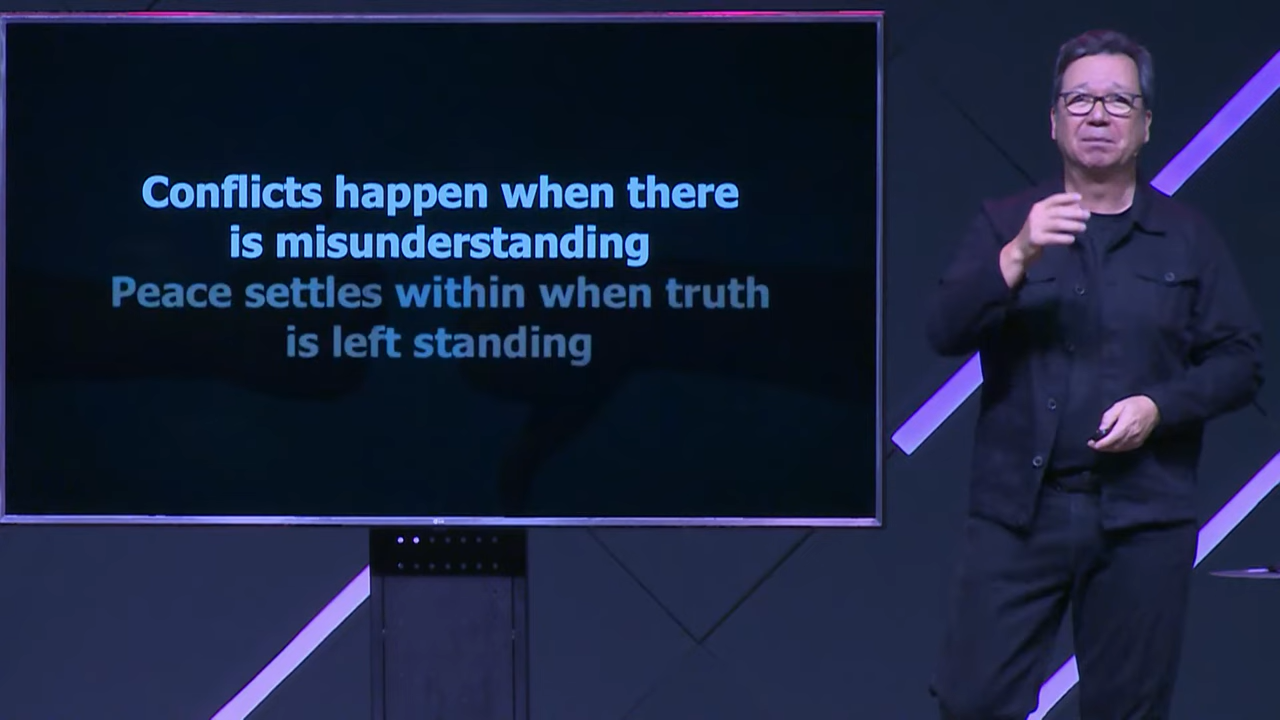 Conflicts happen when there
is misunderstanding
Peace settles within when truth
is left standing